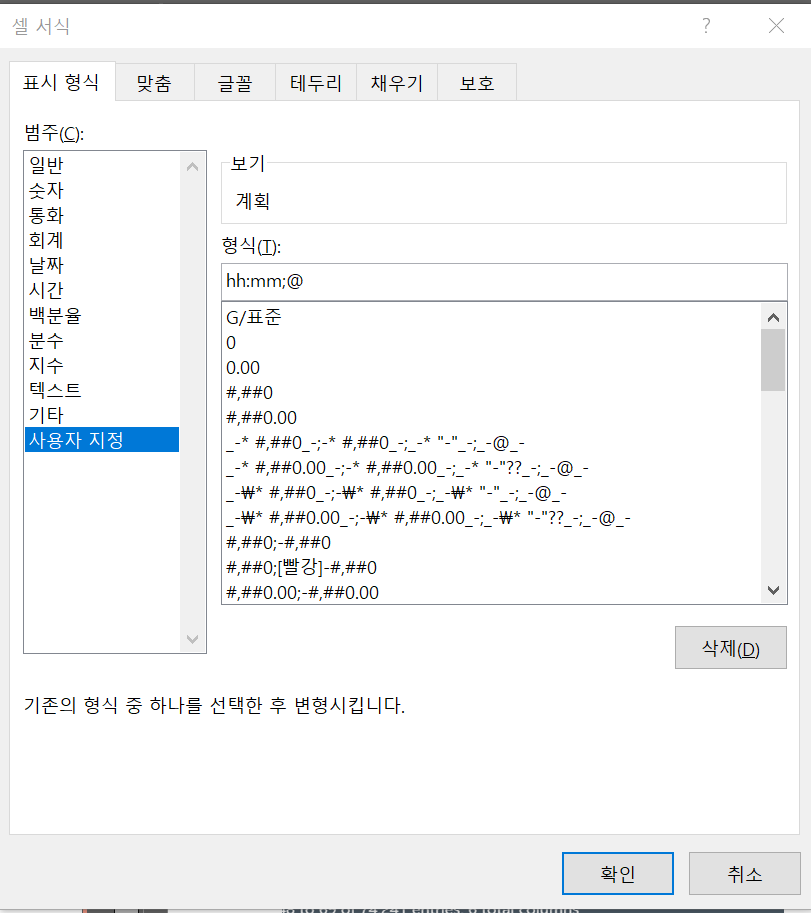 셀 서식
?
표시 형식 맞춤 글꼴 테두리 채우기 보호
범주(C):
일반
숫자
통화
회계
날짜
시간
백분율
분수
지수
텍스트
기타
사용자 지정
보기
계획
형식(T):
hh:mm;@
G/표준
0
0.00
#,##0
#,##0.00
_-* #,##0_-;-* #,##0_-;_-* "-"_-;_-@_-
_-* #,##0.00_-;-* #,##0.00_-;_-* "-"??_-;_-@_-
_-₩* #,##0_-;-₩* #,##0_-;_-₩* "-"_-;_-@_-
_-₩* #,##0.00_-;-₩* #,##0.00_-;_-₩* "-"??_-;_-@_-
#,##0;-#,##0
#,##0;[빨강]-#,##0
#,##0.00;-#,##0.00
삭제(D)
기존의 형식 중 하나를 선택한 후 변형시킵니다.
확인 취소
entries, 6 total columns